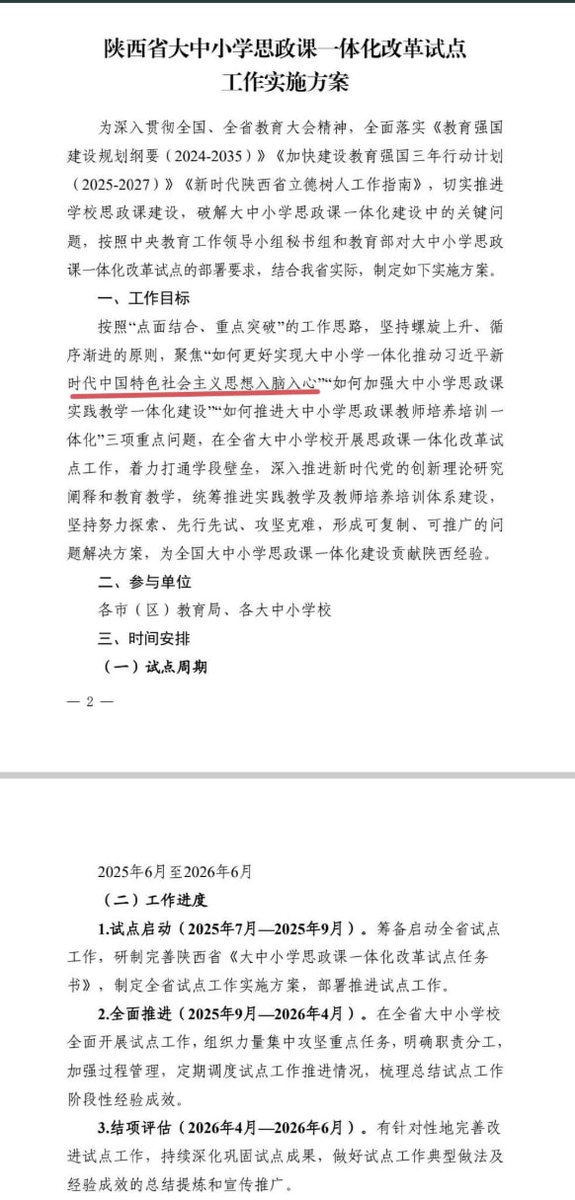 陕西省大中小学思政课一体化改革试点
工作实施方案
为深入贯彻全国、全省教育大会精神，全面落实《教育强国
建设规划纲要（2024-2035）》《加快建设教育强国三年行动计划
（2025-2027）》《新时代陕西省立德树人工作指南》，切实推进
学校思政课建设，破解大中小学思政课一体化建设中的关键问
题，按照中央教育工作领导小组秘书组和教育部对大中小学思政
课一体化改革试点的部署要求，结合我省实际，制定如下实施方案。
一、工作目标
按照“点面结合、重点突破”的工作思路，坚持螺旋上升、循
序渐进的原则，聚焦“如何更好实现大中小学一体化推动习近平新
时代中国特色社会主义思想入脑入心”“如何加强大中小学思政课
实践教学一体化建设”“如何推进大中小学思政课教师培养培训一
体化”三项重点问题，在全省大中小学校开展思政课一体化改革试
点工作，着力打通学段壁垒，深入推进新时代党的创新理论研究
阐释和教育教学，统筹推进实践教学及教师培养培训体系建设，
坚持努力探索、先行先试、攻坚克难，形成可复制、可推广的问
题解决方案，为全国大中小学思政课一体化建设贡献陕西经验。
二、参与单位
各市（区）教育局、各大中小学校
三、时间安排
（一）试点周期
— 2 —
2025年6月至2026年6月
（二）工作进度
1.试点启动（2025年7月—2025年9月）。筹备启动全省试点
工作，研制完善陕西省《大中小学思政课一体化改革试点任务
书》，制定全省试点工作实施方案，部署推进试点工作。
2.全面推进（2025年9月—2026年4月）。在全省大中小学校
全面开展试点工作，组织力量集中攻坚重点任务，明确职责分工，
加强过程管理，定期调度试点工作推进情况，梳理总结试点工作
阶段性经验成效。
3.结项评估（2026年4月—2026年6月）。有针对性地完善改
进试点工作，持续深化巩固试点成果，做好试点工作典型做法及
经验成效的总结提炼和宣传推广。